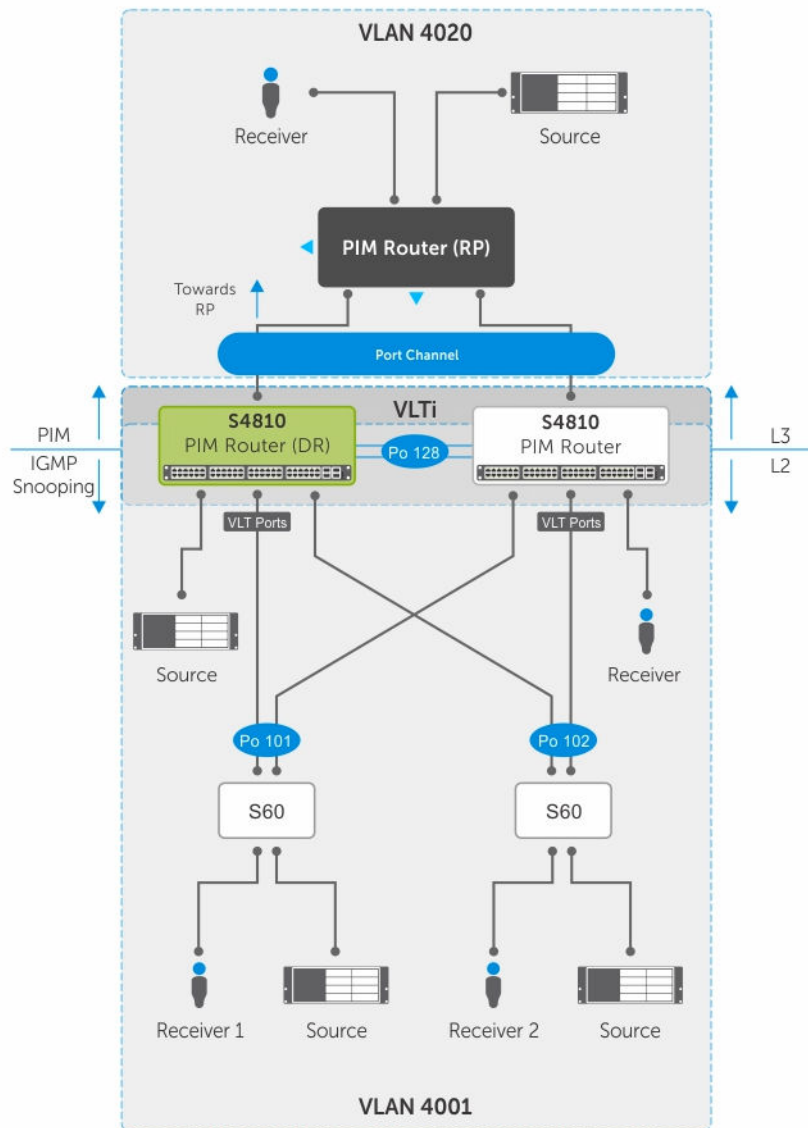 VLAN 4020
Receiver
Source
PIM Router (RP)
Towards
RP
Port Channel
VLTi
PIM
IGMP
Snooping
S4810
PIM Router (DR)
Po 128
S4810
PIM Router
L3
L2
VLT Ports
VLT Ports
Source
Receiver
Po 101
Po 102
S60
S60
Receiver 1
Source
Receiver 2
Source
VLAN 4001